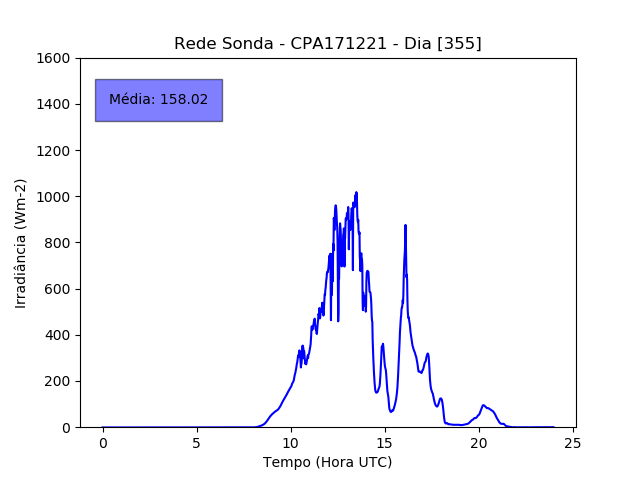 Rede Sonda - CPA171221 - Dia [355]
1600
1400
1200
1000
800
600
400
200
0
Irradiância (Wm-2)
Média: 158.02
0 5 10 15 20 25
Tempo (Hora UTC)